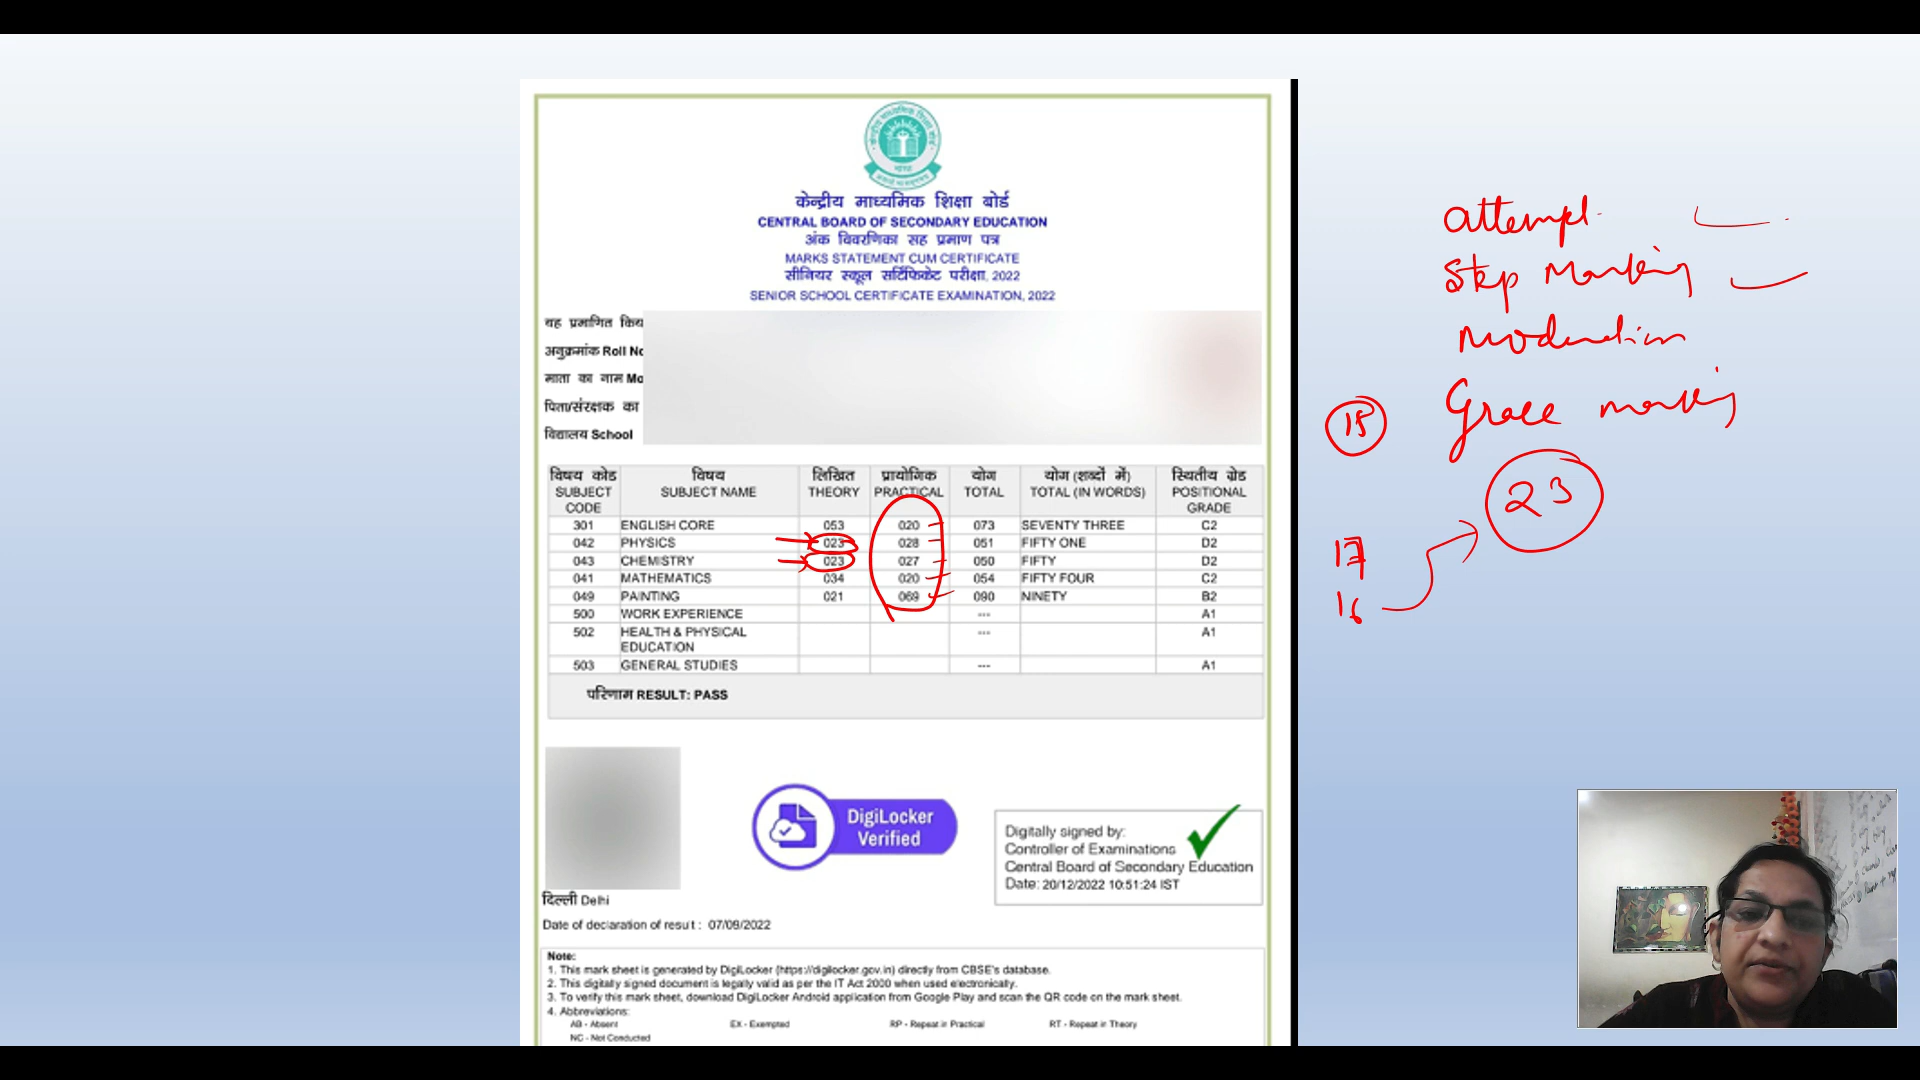 केन्द्रीय माध्यमिक शिक्षा बोर्ड
CENTRAL BOARD OF SECONDARY EDUCATION
अंक विवरणिका सह प्रमाण पत्र
MARKS STATEMENT CUM CERTIFICATE
सीनियर स्कूल सर्टिफिकेट परीक्षा, 2022
SENIOR SCHOOL CERTIFICATE EXAMINATION, 2022
यह प्रमाणित किय
अनुक्रमांक Roll No
माता का नाम Mo
पिता/संरक्षक का
विद्यालय School
विषय कोड विषय लिखित प्रायोगिक योग योग (शब्दों में) स्थितीय ग्रेड
SUBJECT CODE SUBJECT NAME THEORY PRACTICAL TOTAL TOTAL (IN WORDS) POSITIONAL GRADE
301 ENGLISH CORE 053 020 073 SEVENTY THREE C2
042 PHYSICS 023 028 051 FIFTY ONE D2
043 CHEMISTRY 023 027 050 FIFTY D2
041 MATHEMATICS 034 020 054 FIFTY FOUR C2
049 PAINTING 021 069 090 NINETY B2
500 WORK EXPERIENCE --- A1
502 HEALTH & PHYSICAL EDUCATION --- A1
503 GENERAL STUDIES --- A1
परिणाम RESULT: PASS
DigiLocker
Verified
Digitally signed by:
Controller of Examinations
Central Board of Secondary Education
Date: 20/12/2022 10:51:24 IST
दिल्ली Delhi
Date of declaration of result : 07/09/2022
Note:
1. This mark sheet is generated by DigiLocker (https://digilocker.gov.in) directly from CBSE's database.
2. This digitally signed document is legally valid as per the IT Act 2000 when used electronically.
3. To verify this mark sheet, download DigiLocker Android application from Google Play and scan the QR code on the mark sheet.
4. Abbreviations:
AB - Absent EX - Exempted RP - Repeat in Practical RT - Repeat in Theory
NC - Not Conducted
attempt
Step Marking
Moderation
Grace marking
15
23
17
16